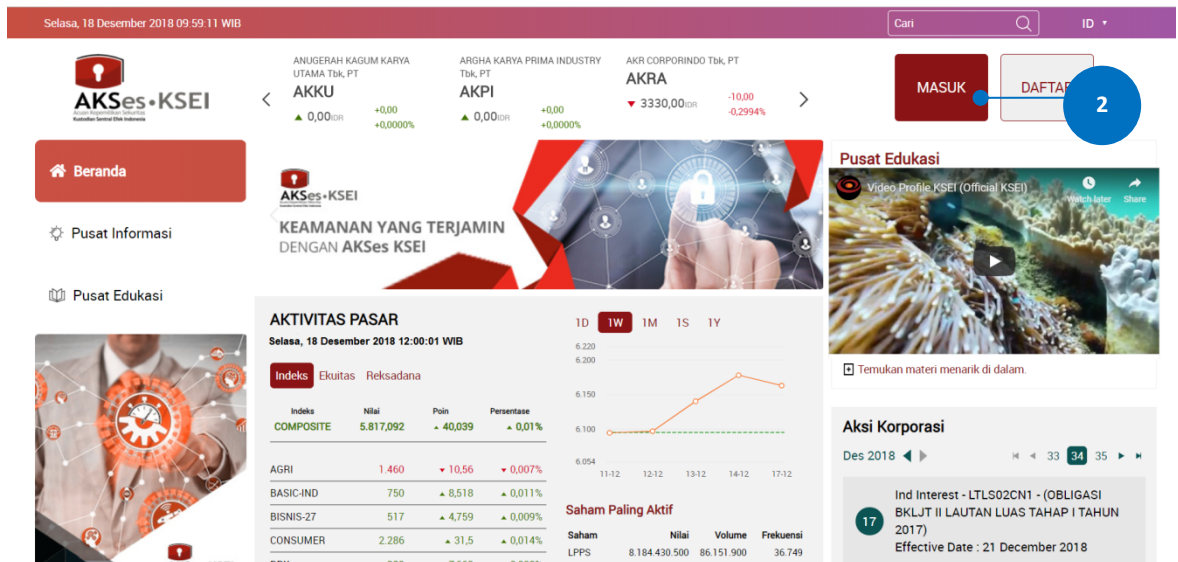 Selasa, 18 Desember 2018 09:59:11 WIB
Cari
ID
AKSes•KSEI
Acuan Kepemilikan Sekuritas
Kustodian Sentral Efek Indonesia
ANUGERAH KAGUM KARYA
UTAMA Tbk, PT
AKKU
0,00IDR
+0,00
+0,0000%
ARGHA KARYA PRIMA INDUSTRY
Tbk, PT
AKPI
0,00IDR
+0,00
+0,0000%
AKR CORPORINDO Tbk, PT
AKRA
3330,00IDR
-10,00
-0,2994%
MASUK
2
Beranda
Pusat Informasi
Pusat Edukasi
AKSes•KSEI
KEAMANAN YANG TERJAMIN
DENGAN AKSes KSEI
Pusat Edukasi
Video Profile KSEI (Official KSEI)
Watch later
Share
Temukan materi menarik di dalam.
AKTIVITAS PASAR
Selasa, 18 Desember 2018 12:00:01 WIB
Indeks Ekuitas Reksadana
Indeks Nilai Poin Persentase
COMPOSITE 5.817,092 40,039 0,01%
AGRI 1.460 10,56 0,007%
BASIC-IND 750 8,518 0,011%
BISNIS-27 517 4,759 0,009%
CONSUMER 2.286 31,5 0,014%
1D 1W 1M 1S 1Y
6.220
6.200
6.150
6.100
6.054
11-12 12-12 13-12 14-12 17-12
Saham Paling Aktif
Saham Nilai Volume Frekuensi
LPPS 8.184.430.500 86.151.900 36.749
Aksi Korporasi
Des 2018
33 34 35
17
Ind Interest - LTLS02CN1 - (OBLIGASI
BKLJT II LAUTAN LUAS TAHAP I TAHUN
2017)
Effective Date : 21 December 2018